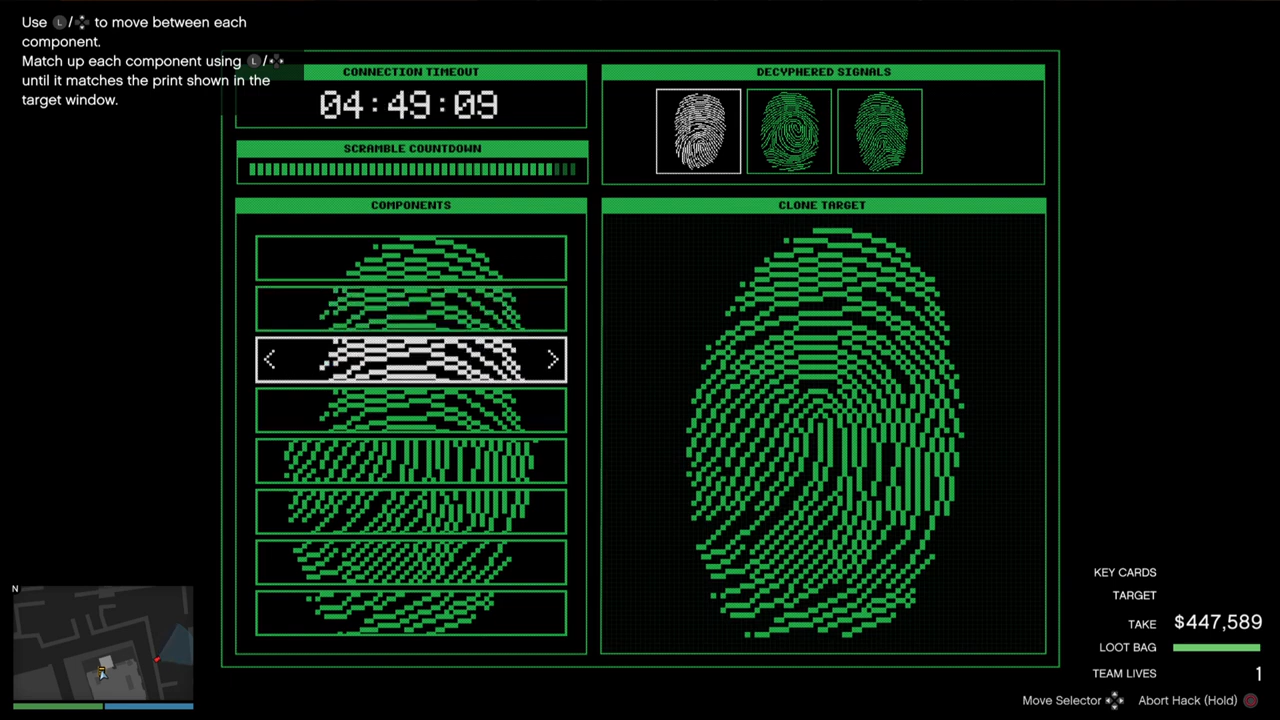 Use L/ to move between each
component.
Match up each component using L/
until it matches the print shown in the
target window.
CONNECTION TIMEOUT
04:49:09
SCRAMBLE COUNTDOWN
DECYPHERED SIGNALS
COMPONENTS
CLONE TARGET
<
>
N
KEY CARDS
TARGET
TAKE $447,589
LOOT BAG
TEAM LIVES 1
Move Selector Abort Hack (Hold)